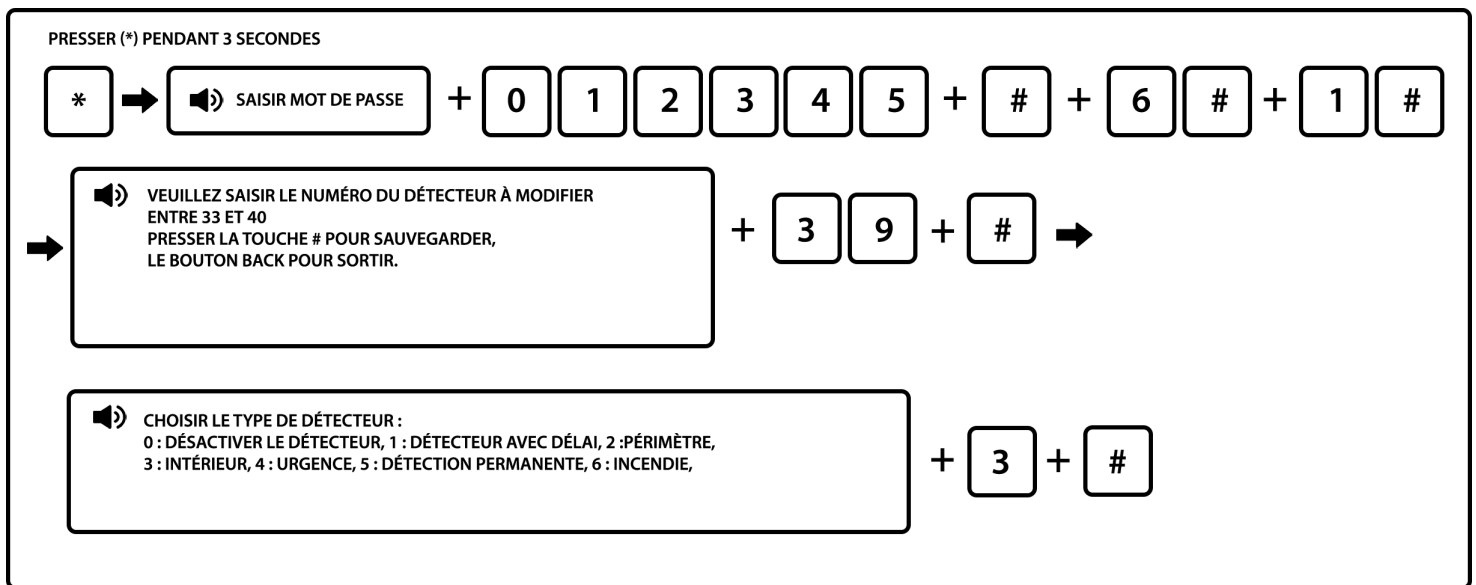 PRESSER (*) PENDANT 3 SECONDES
* SAISIR MOT DE PASSE + 0 1 2 3 4 5 + # + 6 # + 1 #
VEUILLEZ SAISIR LE NUMÉRO DU DÉTECTEUR À MODIFIER
ENTRE 33 ET 40
PRESSER LA TOUCHE # POUR SAUVEGARDER,
LE BOUTON BACK POUR SORTIR.
+ 3 9 + #
CHOISIR LE TYPE DE DÉTECTEUR :
0 : DÉSACTIVER LE DÉTECTEUR, 1 : DÉTECTEUR AVEC DÉLAI, 2 :PÉRIMÈTRE,
3 : INTÉRIEUR, 4 : URGENCE, 5 : DÉTECTION PERMANENTE, 6 : INCENDIE,
+ 3 + #